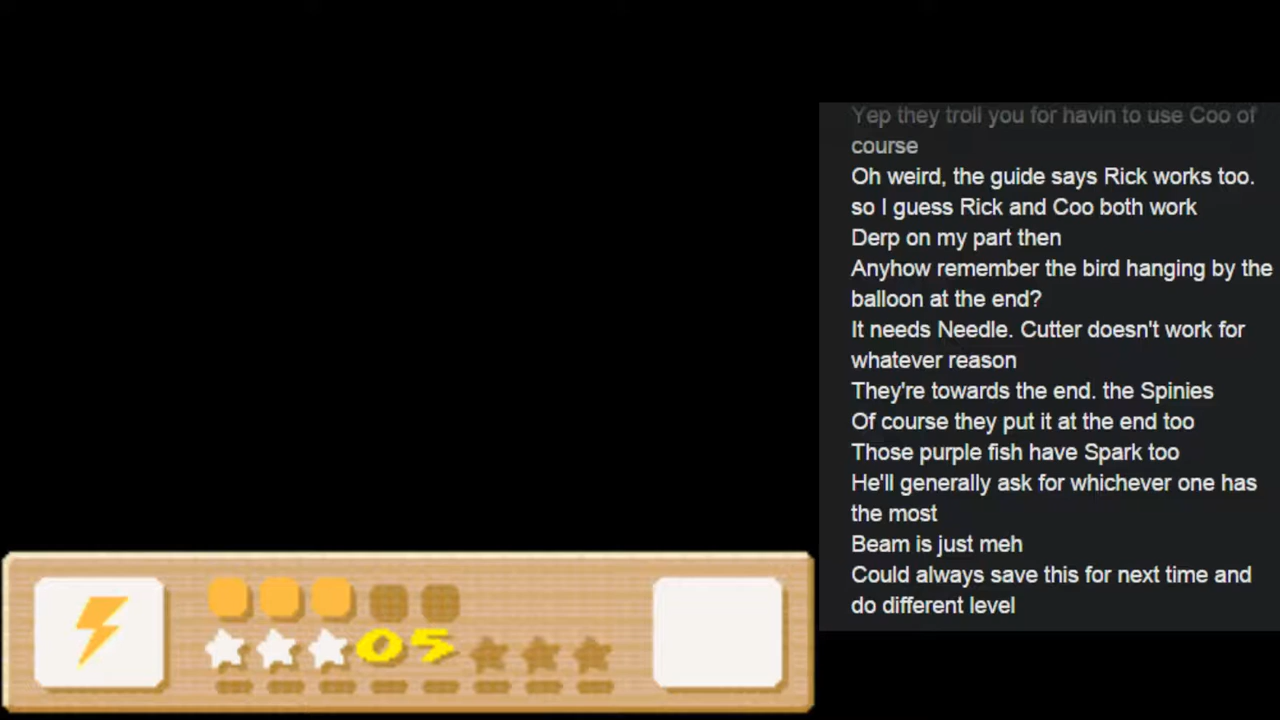 Yep they troll you for havin to use Coo of
course
Oh weird, the guide says Rick works too.
so I guess Rick and Coo both work
Derp on my part then
Anyhow remember the bird hanging by the
balloon at the end?
It needs Needle. Cutter doesn't work for
whatever reason
They're towards the end. the Spinies
Of course they put it at the end too
Those purple fish have Spark too
He'll generally ask for whichever one has
the most
Beam is just meh
Could always save this for next time and
do different level
05